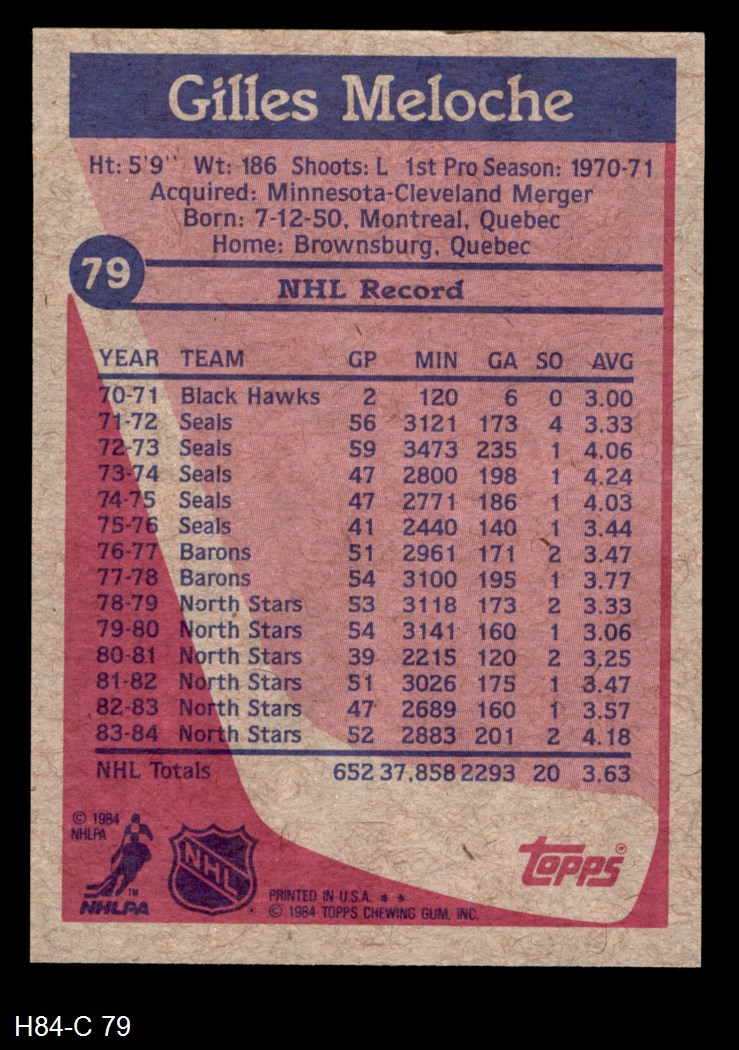 Gilles Meloche
Ht: 5'9'' Wt: 186 Shoots: L 1st Pro Season: 1970-71
Acquired: Minnesota-Cleveland Merger
Born: 7-12-50, Montreal, Quebec
Home: Brownsburg, Quebec
79
NHL Record
YEAR TEAM GP MIN GA SO AVG
70-71 Black Hawks 2 120 6 0 3.00
71-72 Seals 56 3121 173 4 3.33
72-73 Seals 59 3473 235 1 4.06
73-74 Seals 47 2800 198 1 4.24
74-75 Seals 47 2771 186 1 4.03
75-76 Seals 41 2440 140 1 3.44
76-77 Barons 51 2961 171 2 3.47
77-78 Barons 54 3100 195 1 3.77
78-79 North Stars 53 3118 173 2 3.33
79-80 North Stars 54 3141 160 1 3.06
80-81 North Stars 39 2215 120 2 3.25
81-82 North Stars 51 3026 175 1 3.47
82-83 North Stars 47 2689 160 1 3.57
83-84 North Stars 52 2883 201 2 4.18
NHL Totals 652 37,858 2293 20 3.63
© 1984
NHLPA
TM
NHLPA
NHL
topps®
PRINTED IN U.S.A. * *
© 1984 TOPPS CHEWING GUM, INC.
H84-C 79